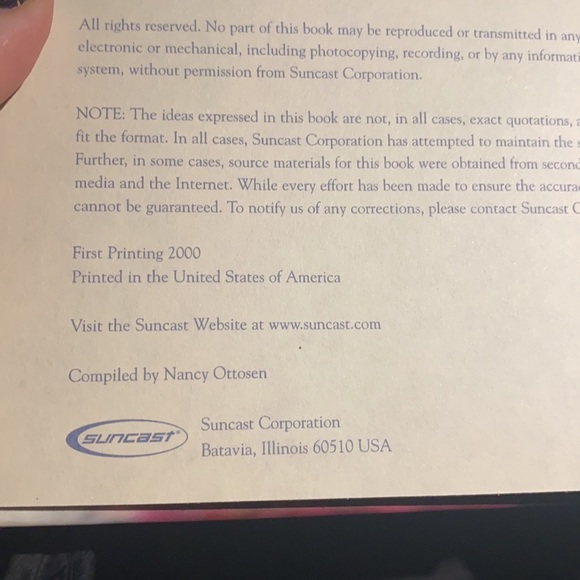 All rights reserved. No part of this book may be reproduced or transmitted in any
electronic or mechanical, including photocopying, recording, or by any
system, without permission from Suncast Corporation.
NOTE: The ideas expressed in this book are not, in all cases, exact quotations,
fit the format. In all cases, Suncast Corporation has attempted to maintain the
Further, in some cases, source materials for this book were obtained from
media and the Internet. While every effort has been made to ensure the
cannot be guaranteed. To notify us of any corrections, please contact Suncast
First Printing 2000
Printed in the United States of America
Visit the Suncast Website at www.suncast.com
Compiled by Nancy Ottosen
suncast®
Suncast Corporation
Batavia, Illinois 60510 USA